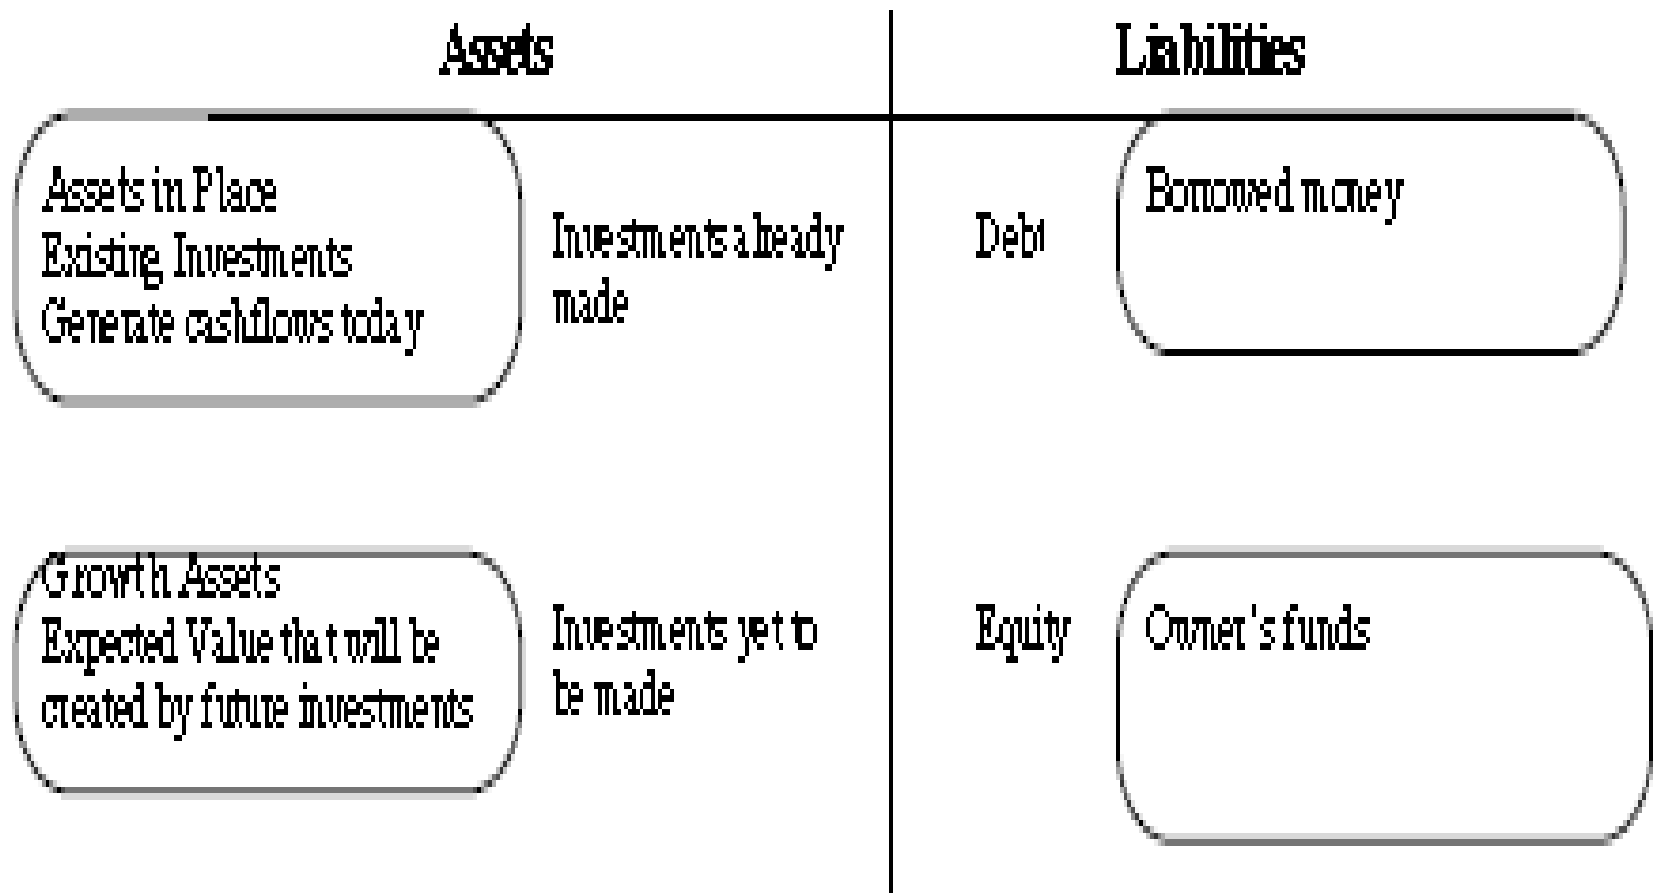 Assets
Liabilities
Assets in Place
Existing Investments
Generate cashflows today
Investments already
made
Debt
Borrowed money
Growth Assets
Expected Value that will be
created by future investments
Investments yet to
be made
Equity
Owner's funds